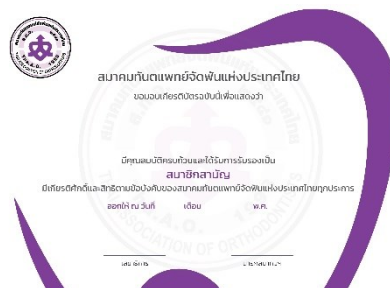 สมาคมทันตแพทย์จัดฟันแห่งประเทศไทย
ขอมอบเกียรติบัตรฉบับนี้เพื่อแสดงว่า
มีคุณสมบัติครบถ้วนและได้รับการรับรองเป็น
สมาชิกสามัญ
มีเกียรติศักดิ์และสิทธิตามข้อบังคับของสมาคมทันตแพทย์จัดฟันแห่งประเทศไทยทุกประการ
ออกให้ ณ วันที่ เดือน พ.ศ.
เลขาธิการ